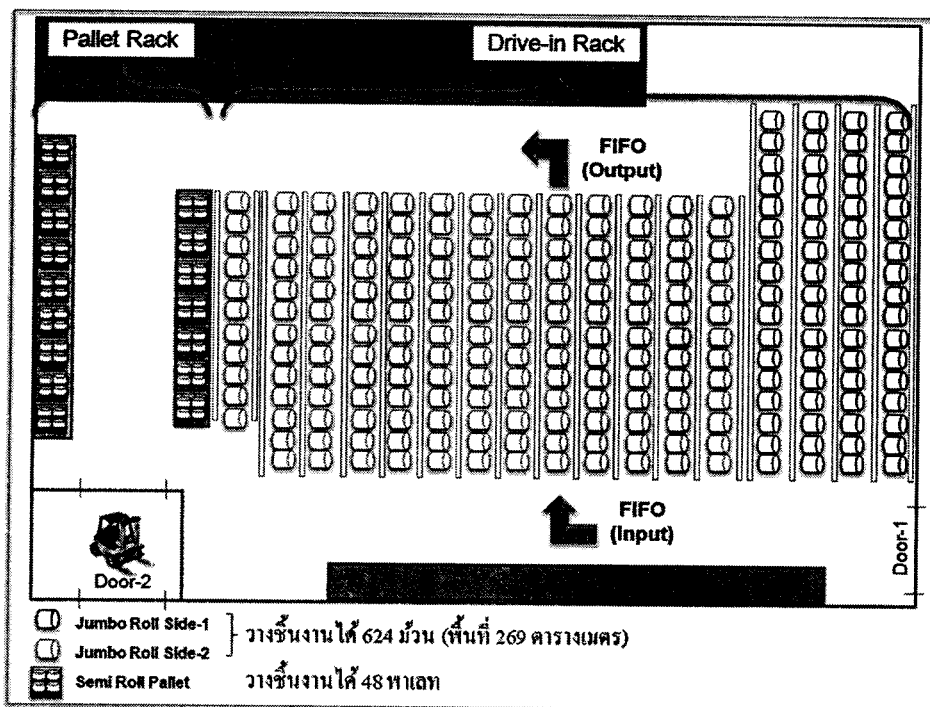 Pallet Rack
Drive-in Rack
FIFO
(Output)
FIFO
(Input)
Door-1
Door-2
Jumbo Roll Side-1
Jumbo Roll Side-2
วางชิ้นงานได้ 624 ม้วน (พื้นที่ 269 ตารางเมตร)
Semi Roll Pallet
วางชิ้นงานได้ 48 พาเลท